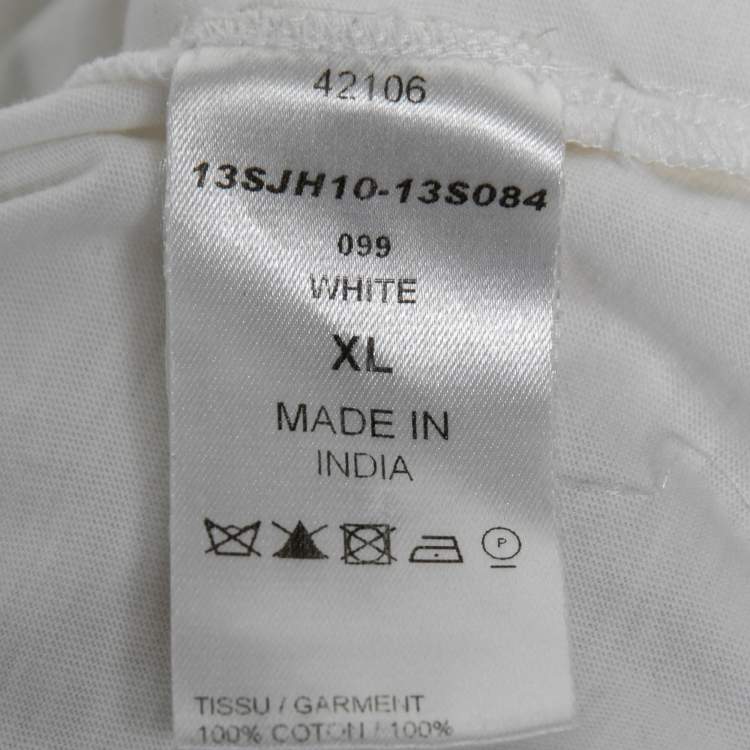 42106
13SJH10-13S084
099
WHITE
XL
MADE IN
INDIA
P
TISSU / GARMENT
100% COTON / 100%